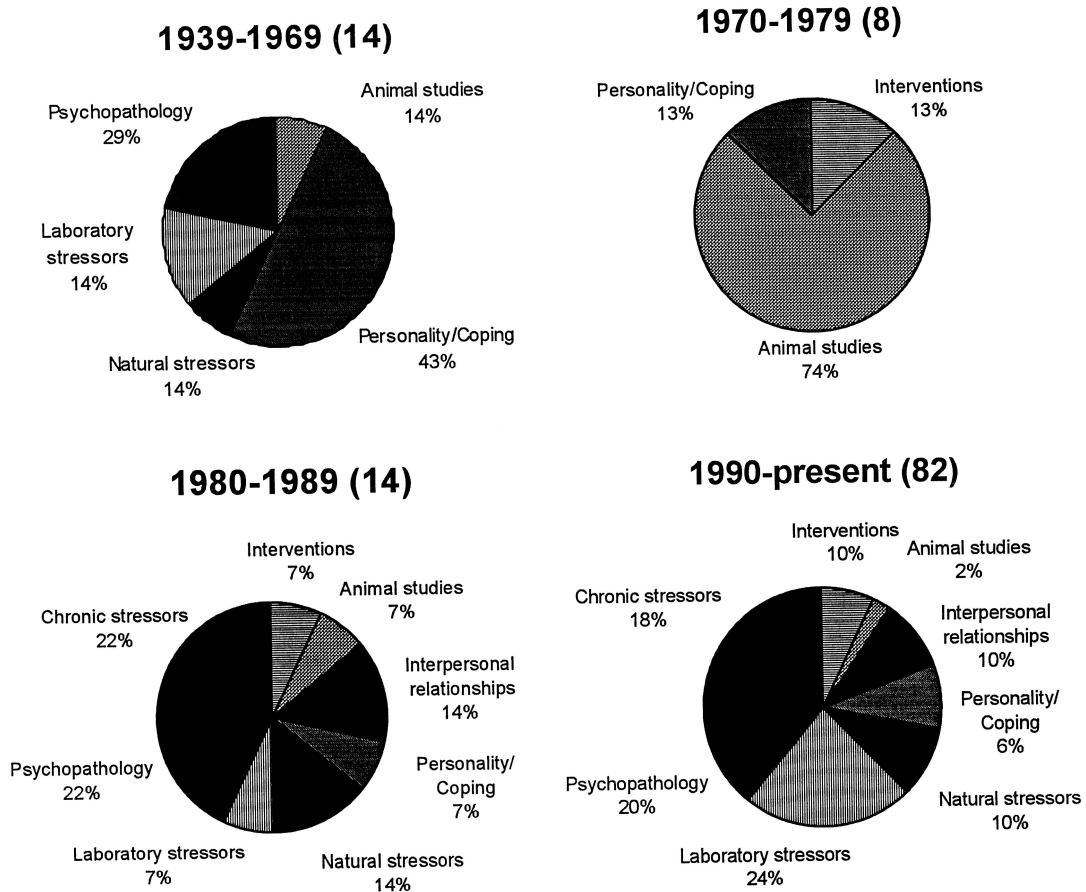 1939-1969 (14)
Psychopathology
29%
Animal studies
14%
Laboratory
stressors
14%
Natural stressors
14%
Personality/Coping
43%
1970-1979 (8)
Personality/Coping
13%
Interventions
13%
Animal studies
74%
1980-1989 (14)
Interventions
7%
Animal studies
7%
Chronic stressors
22%
Interpersonal
relationships
14%
Psychopathology
22%
Personality/
Coping
7%
Laboratory stressors
7%
Natural stressors
14%
1990-present (82)
Interventions
10%
Animal studies
2%
Chronic stressors
18%
Interpersonal
relationships
10%
Personality/
Coping
6%
Psychopathology
20%
Natural stressors
10%
Laboratory stressors
24%